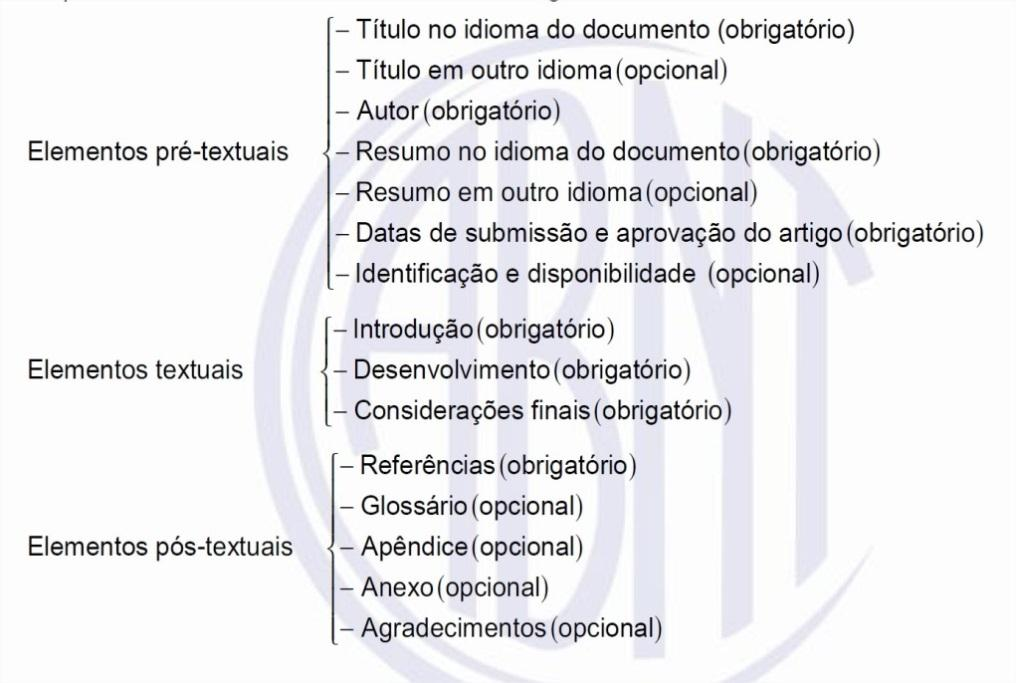 – Título no idioma do documento (obrigatório)
– Título em outro idioma (opcional)
– Autor (obrigatório)
Elementos pré-textuais – Resumo no idioma do documento (obrigatório)
– Resumo em outro idioma (opcional)
– Datas de submissão e aprovação do artigo (obrigatório)
– Identificação e disponibilidade (opcional)
– Introdução (obrigatório)
Elementos textuais – Desenvolvimento (obrigatório)
– Considerações finais (obrigatório)
– Referências (obrigatório)
– Glossário (opcional)
Elementos pós-textuais – Apêndice (opcional)
– Anexo (opcional)
– Agradecimentos (opcional)
ABNT